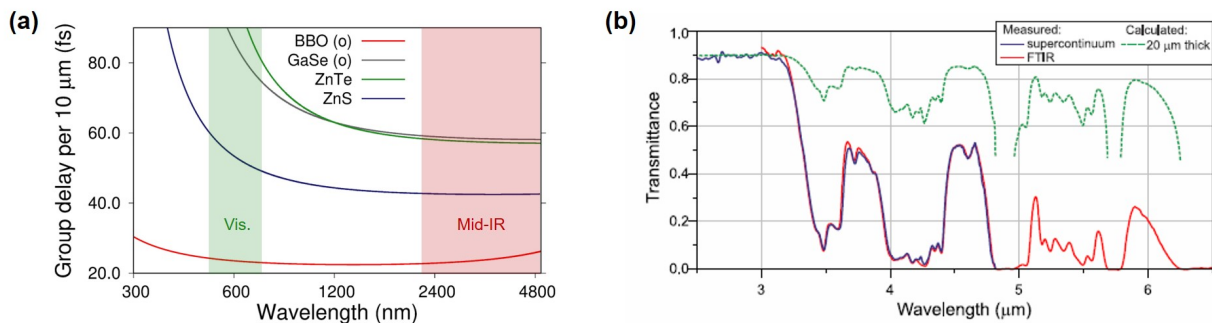 (a)
Group delay per 10 μm (fs)
80.0
60.0
40.0
20.0
BBO (o)
GaSe (o)
ZnTe
ZnS
Vis.
Mid-IR
300
600
1200
2400
4800
Wavelength (nm)
(b)
Transmittance
1.0
0.8
0.6
0.4
0.2
0.0
Measured:
supercontinuum
FTIR
Calculated:
20 μm thick
3
4
5
6
Wavelength (μm)